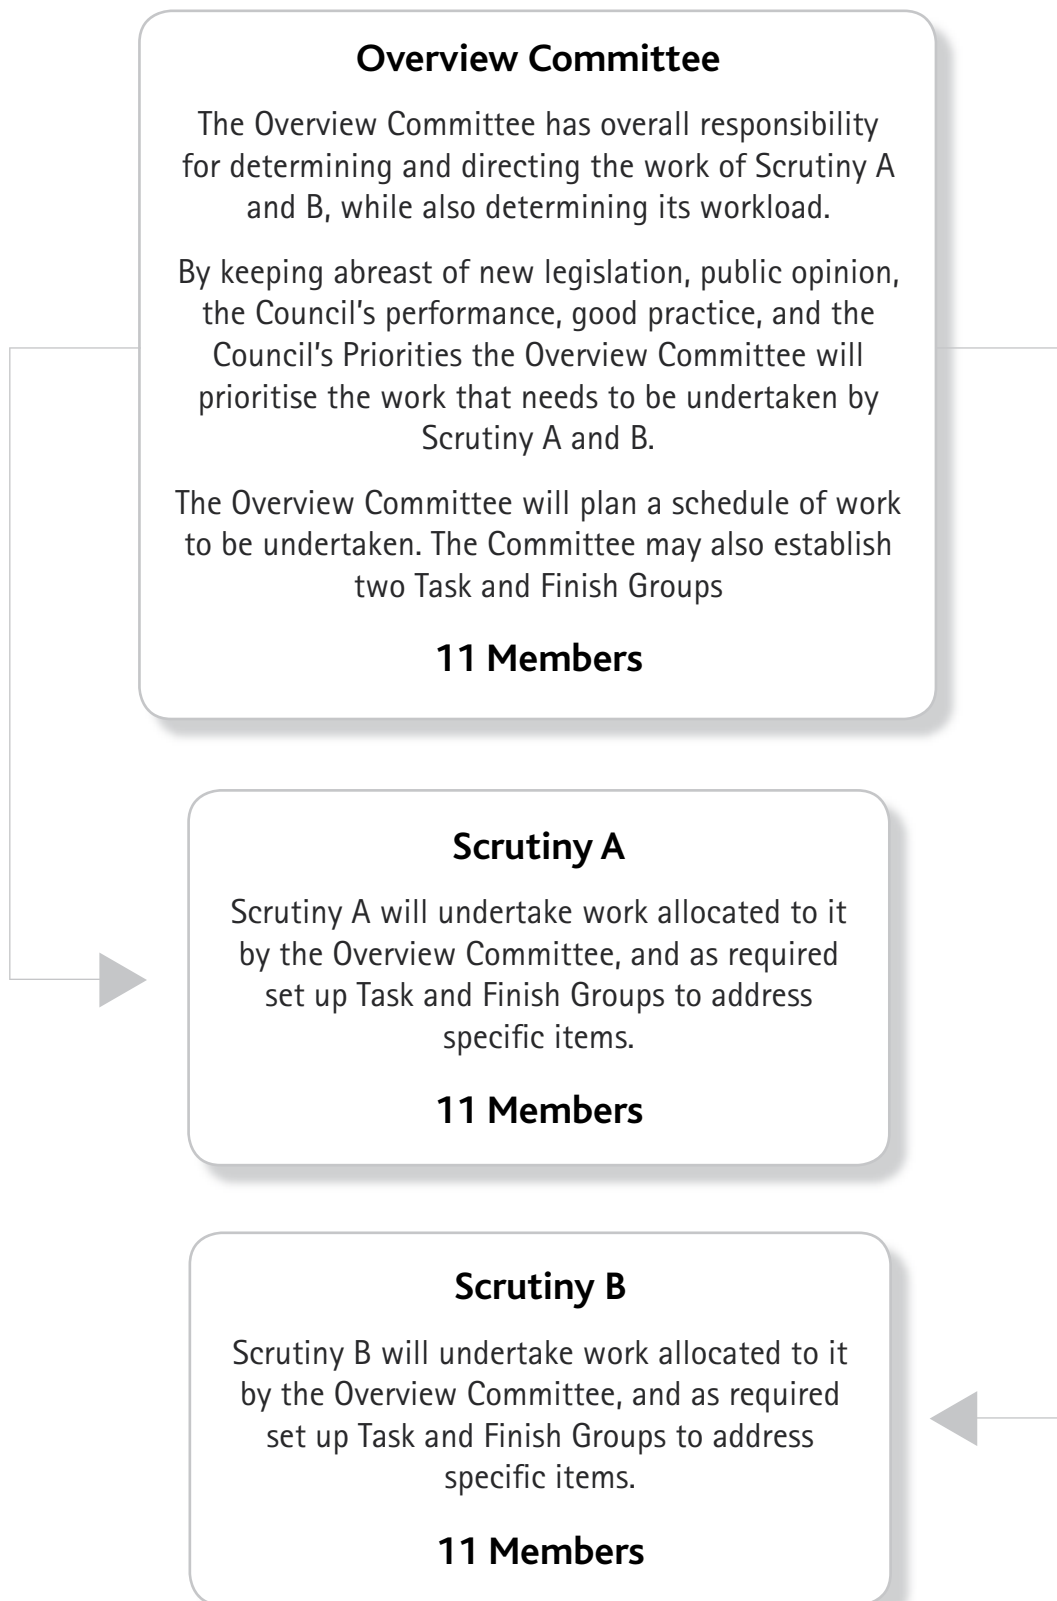 Overview Committee
The Overview Committee has overall responsibility
for determining and directing the work of Scrutiny A
and B, while also determining its workload.
By keeping abreast of new legislation, public opinion,
the Council's performance, good practice, and the
Council's Priorities the Overview Committee will
prioritise the work that needs to be undertaken by
Scrutiny A and B.
The Overview Committee will plan a schedule of work
to be undertaken. The Committee may also establish
two Task and Finish Groups
11 Members
Scrutiny A
Scrutiny A will undertake work allocated to it
by the Overview Committee, and as required
set up Task and Finish Groups to address
specific items.
11 Members
Scrutiny B
Scrutiny B will undertake work allocated to it
by the Overview Committee, and as required
set up Task and Finish Groups to address
specific items.
11 Members